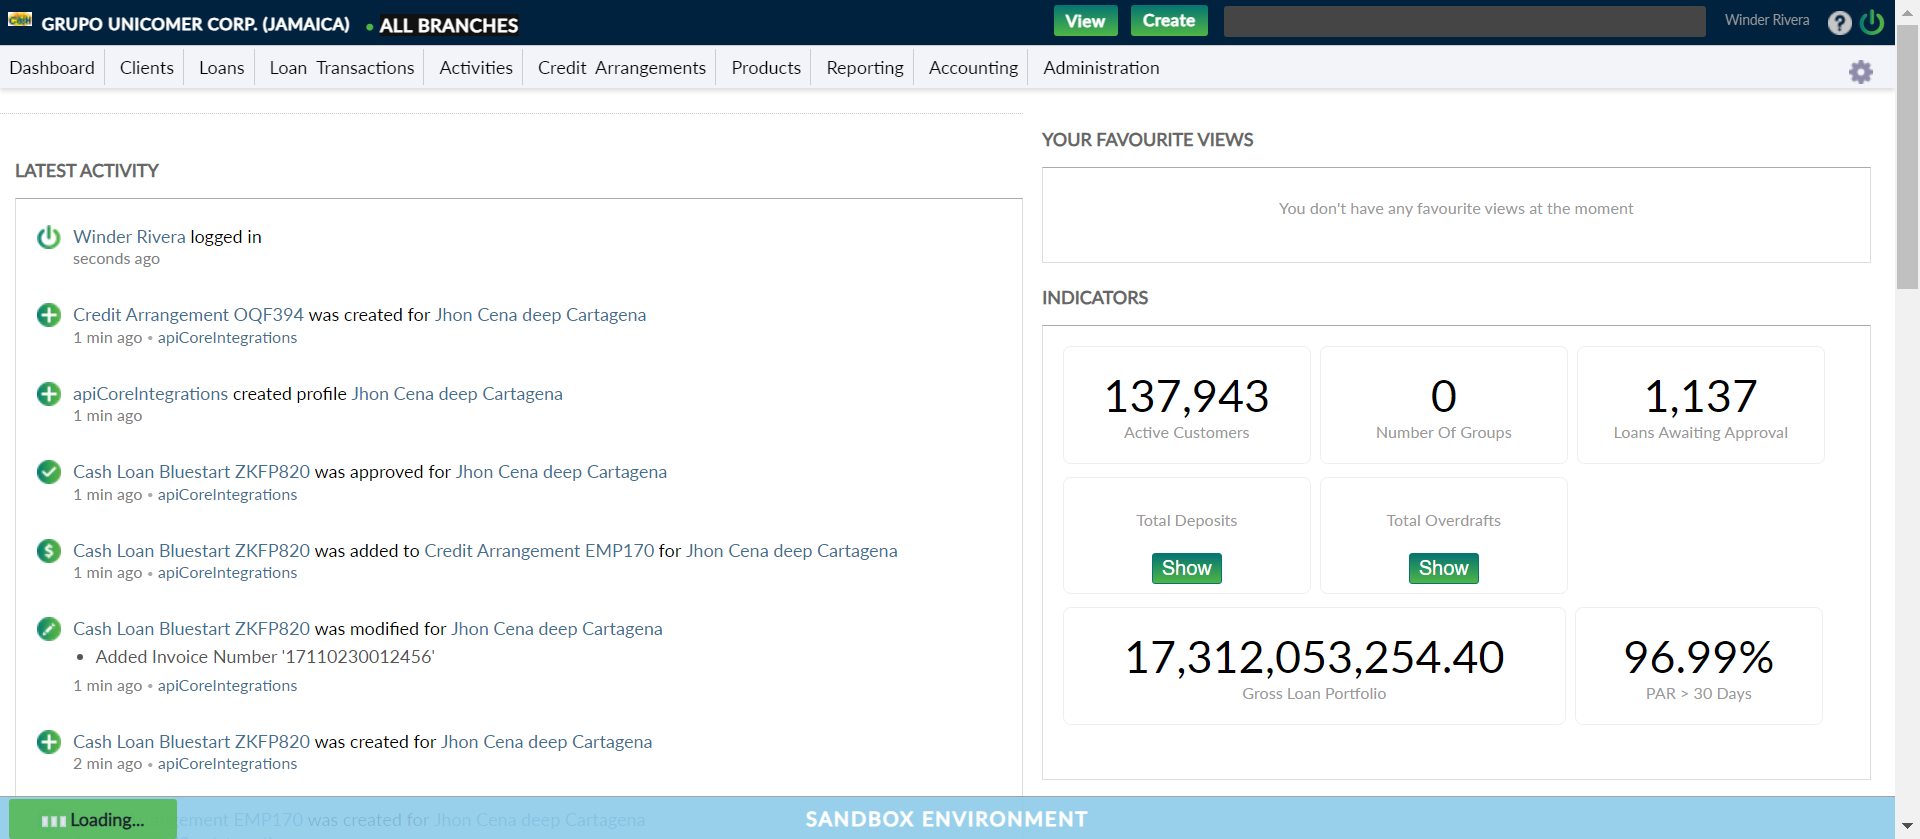 Cash GRUPO UNICOMER CORP. (JAMAICA) • ALL BRANCHES View Create Winder Rivera ?
Dashboard Clients Loans Loan Transactions Activities Credit Arrangements Products Reporting Accounting Administration
LATEST ACTIVITY
Winder Rivera logged in
seconds ago
Credit Arrangement OQF394 was created for Jhon Cena deep Cartagena
1 min ago • apiCoreIntegrations
apiCoreIntegrations created profile Jhon Cena deep Cartagena
1 min ago
Cash Loan Bluestart ZKFP820 was approved for Jhon Cena deep Cartagena
1 min ago • apiCoreIntegrations
Cash Loan Bluestart ZKFP820 was added to Credit Arrangement EMP170 for Jhon Cena deep Cartagena
1 min ago • apiCoreIntegrations
Cash Loan Bluestart ZKFP820 was modified for Jhon Cena deep Cartagena
• Added Invoice Number '17110230012456'
1 min ago • apiCoreIntegrations
Cash Loan Bluestart ZKFP820 was created for Jhon Cena deep Cartagena
2 min ago • apiCoreIntegrations
YOUR FAVOURITE VIEWS
You don't have any favourite views at the moment
INDICATORS
137,943
Active Customers
0
Number Of Groups
1,137
Loans Awaiting Approval
Total Deposits
Show
Total Overdrafts
Show
17,312,053,254.40
Gross Loan Portfolio
96.99%
PAR > 30 Days
Loading...
EMP170 was created for Jhon Cena deep Cartagena
SANDBOX ENVIRONMENT